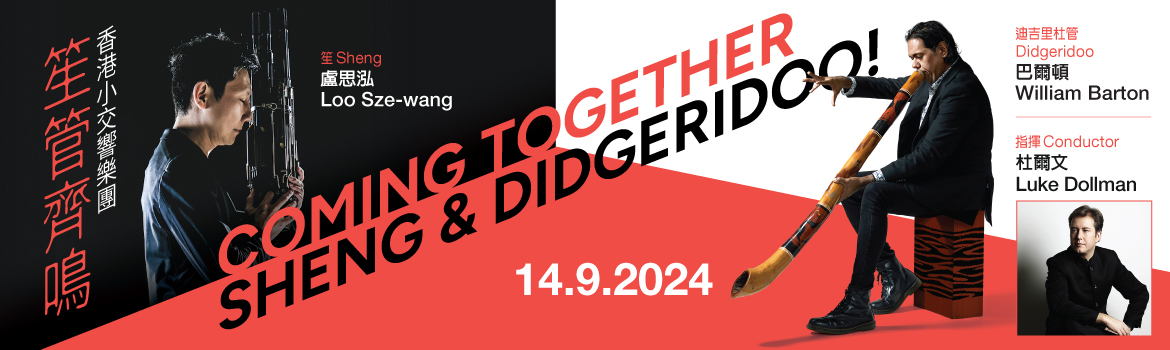 笙管齊鳴
香港小交響樂團
笙 Sheng
盧思泓
Loo Sze-wang
COMING TOGETHER
SHENG & DIDGERIDOO!
14.9.2024
迪吉里杜管
Didgeridoo
巴爾頓
William Barton
指揮 Conductor
杜爾文
Luke Dollman